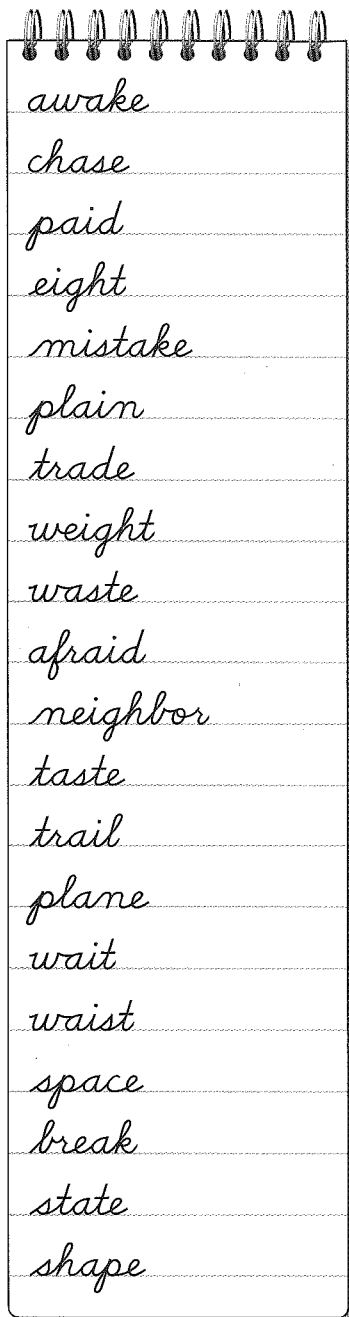 awake
chase
paid
eight
mistake
plain
trade
weight
waste
afraid
neighbor
taste
trail
plane
wait
waist
space
break
state
shape